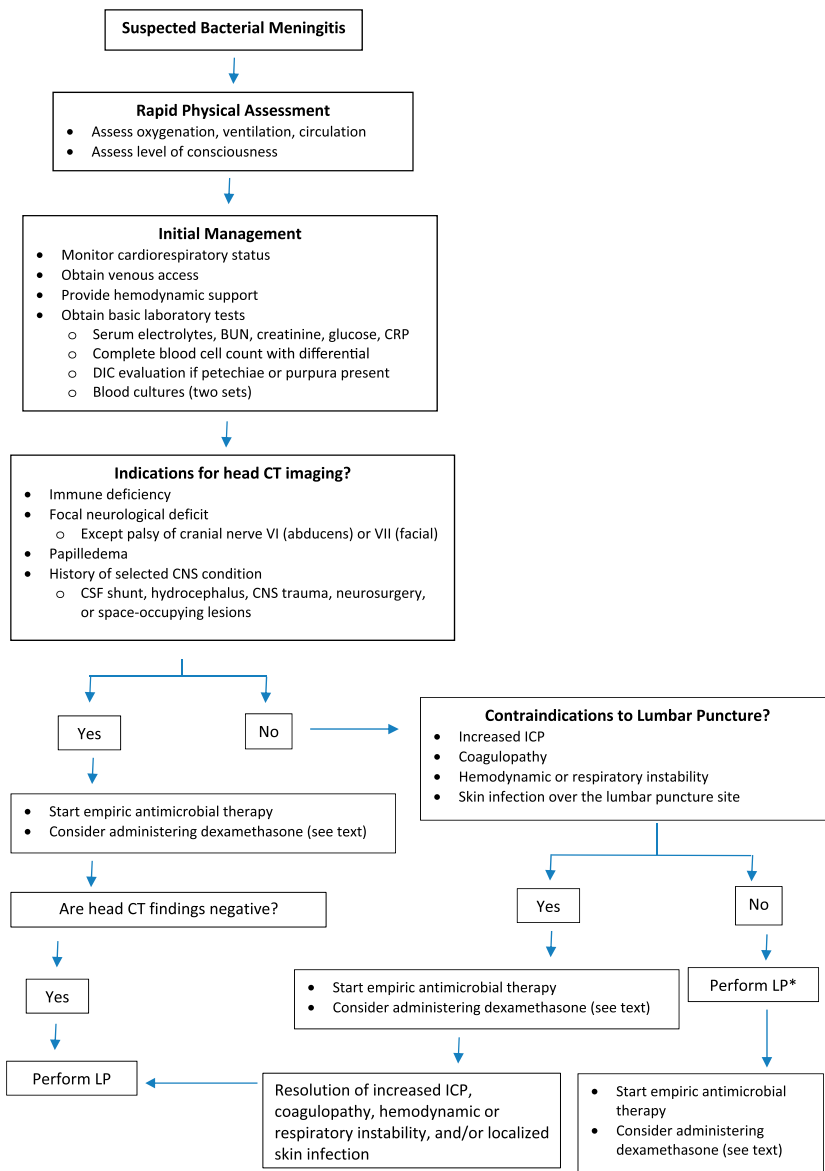 Suspected Bacterial Meningitis
Rapid Physical Assessment
• Assess oxygenation, ventilation, circulation
• Assess level of consciousness
Initial Management
• Monitor cardiorespiratory status
• Obtain venous access
• Provide hemodynamic support
• Obtain basic laboratory tests
o Serum electrolytes, BUN, creatinine, glucose, CRP
o Complete blood cell count with differential
o DIC evaluation if petechiae or purpura present
o Blood cultures (two sets)
Indications for head CT imaging?
• Immune deficiency
• Focal neurological deficit
o Except palsy of cranial nerve VI (abducens) or VII (facial)
• Papilledema
• History of selected CNS condition
o CSF shunt, hydrocephalus, CNS trauma, neurosurgery,
or space-occupying lesions
Yes
No
Contraindications to Lumbar Puncture?
• Increased ICP
• Coagulopathy
• Hemodynamic or respiratory instability
• Skin infection over the lumbar puncture site
• Start empiric antimicrobial therapy
• Consider administering dexamethasone (see text)
Are head CT findings negative?
Yes
Perform LP
Yes
No
• Start empiric antimicrobial therapy
• Consider administering dexamethasone (see text)
Perform LP*
Resolution of increased ICP,
coagulopathy, hemodynamic or
respiratory instability, and/or localized
skin infection
• Start empiric antimicrobial
therapy
• Consider administering
dexamethasone (see text)